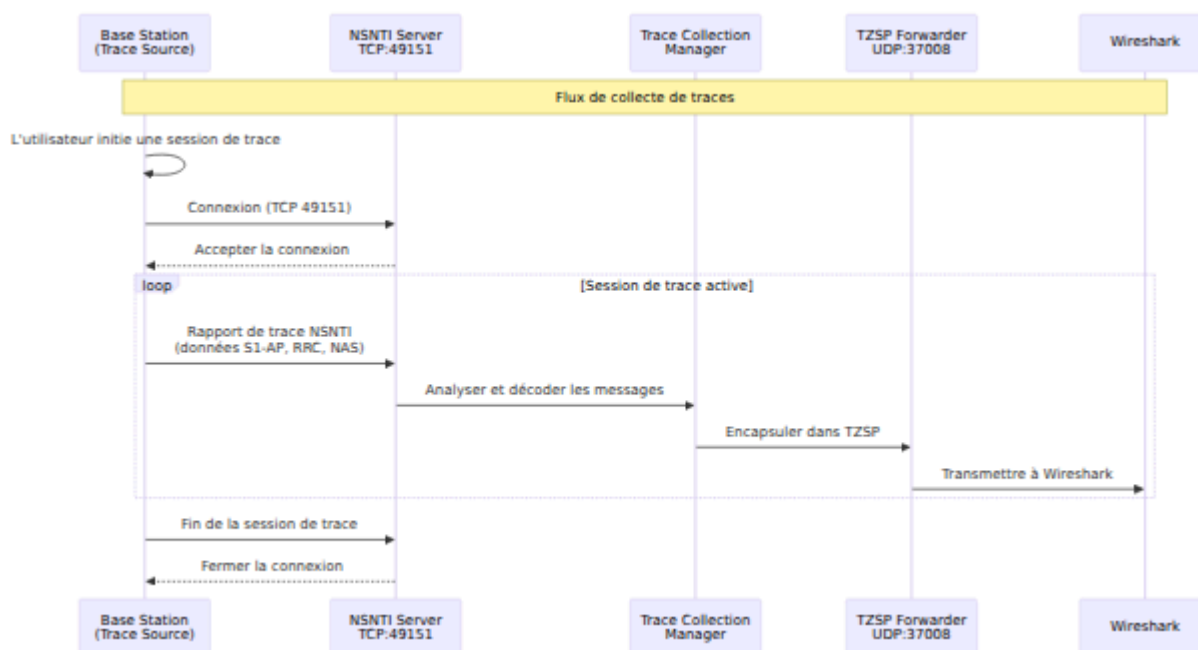 Base Station
(Trace Source)
NSNTI Server
TCP:49151
Trace Collection
Manager
TZSP Forwarder
UDP:37008
Wireshark
Flux de collecte de traces
L'utilisateur initie une session de trace
Connexion (TCP 49151)
Accepter la connexion
loop
[Session de trace active]
Rapport de trace NSNTI
(données S1-AP, RRC, NAS)
Analyser et décoder les messages
Encapsuler dans TZSP
Transmettre à Wireshark
Fin de la session de trace
Fermer la connexion
Base Station
(Trace Source)
NSNTI Server
TCP:49151
Trace Collection
Manager
TZSP Forwarder
UDP:37008
Wireshark